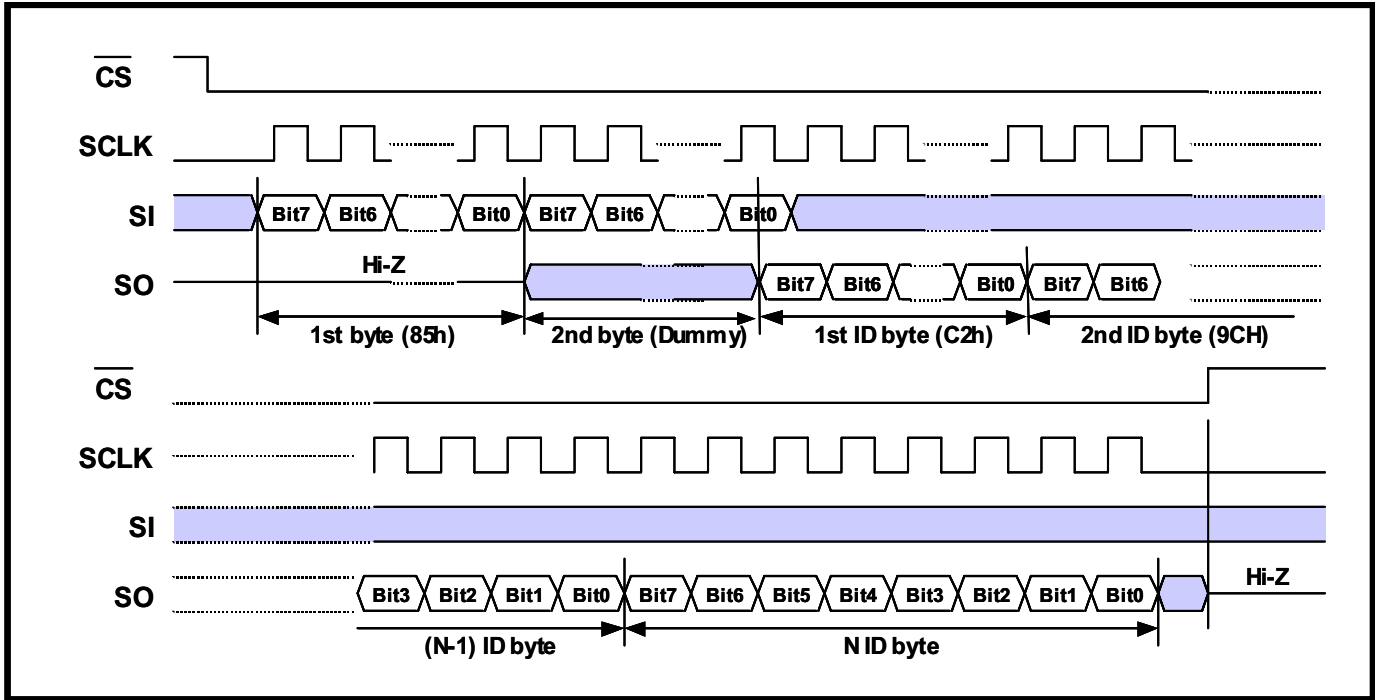 CS
SCLK
SI Bit7 Bit6 Bit0 Bit7 Bit6 Bit0
Hi-Z
SO Bit7 Bit6 Bit0 Bit7 Bit6
1st byte (85h) 2nd byte (Dummy) 1st ID byte (C2h) 2nd ID byte (9CH)
CS
SCLK
SI
SO Bit3 Bit2 Bit1 Bit0 Bit7 Bit6 Bit5 Bit4 Bit3 Bit2 Bit1 Bit0 Hi-Z
(N-1) ID byte N ID byte